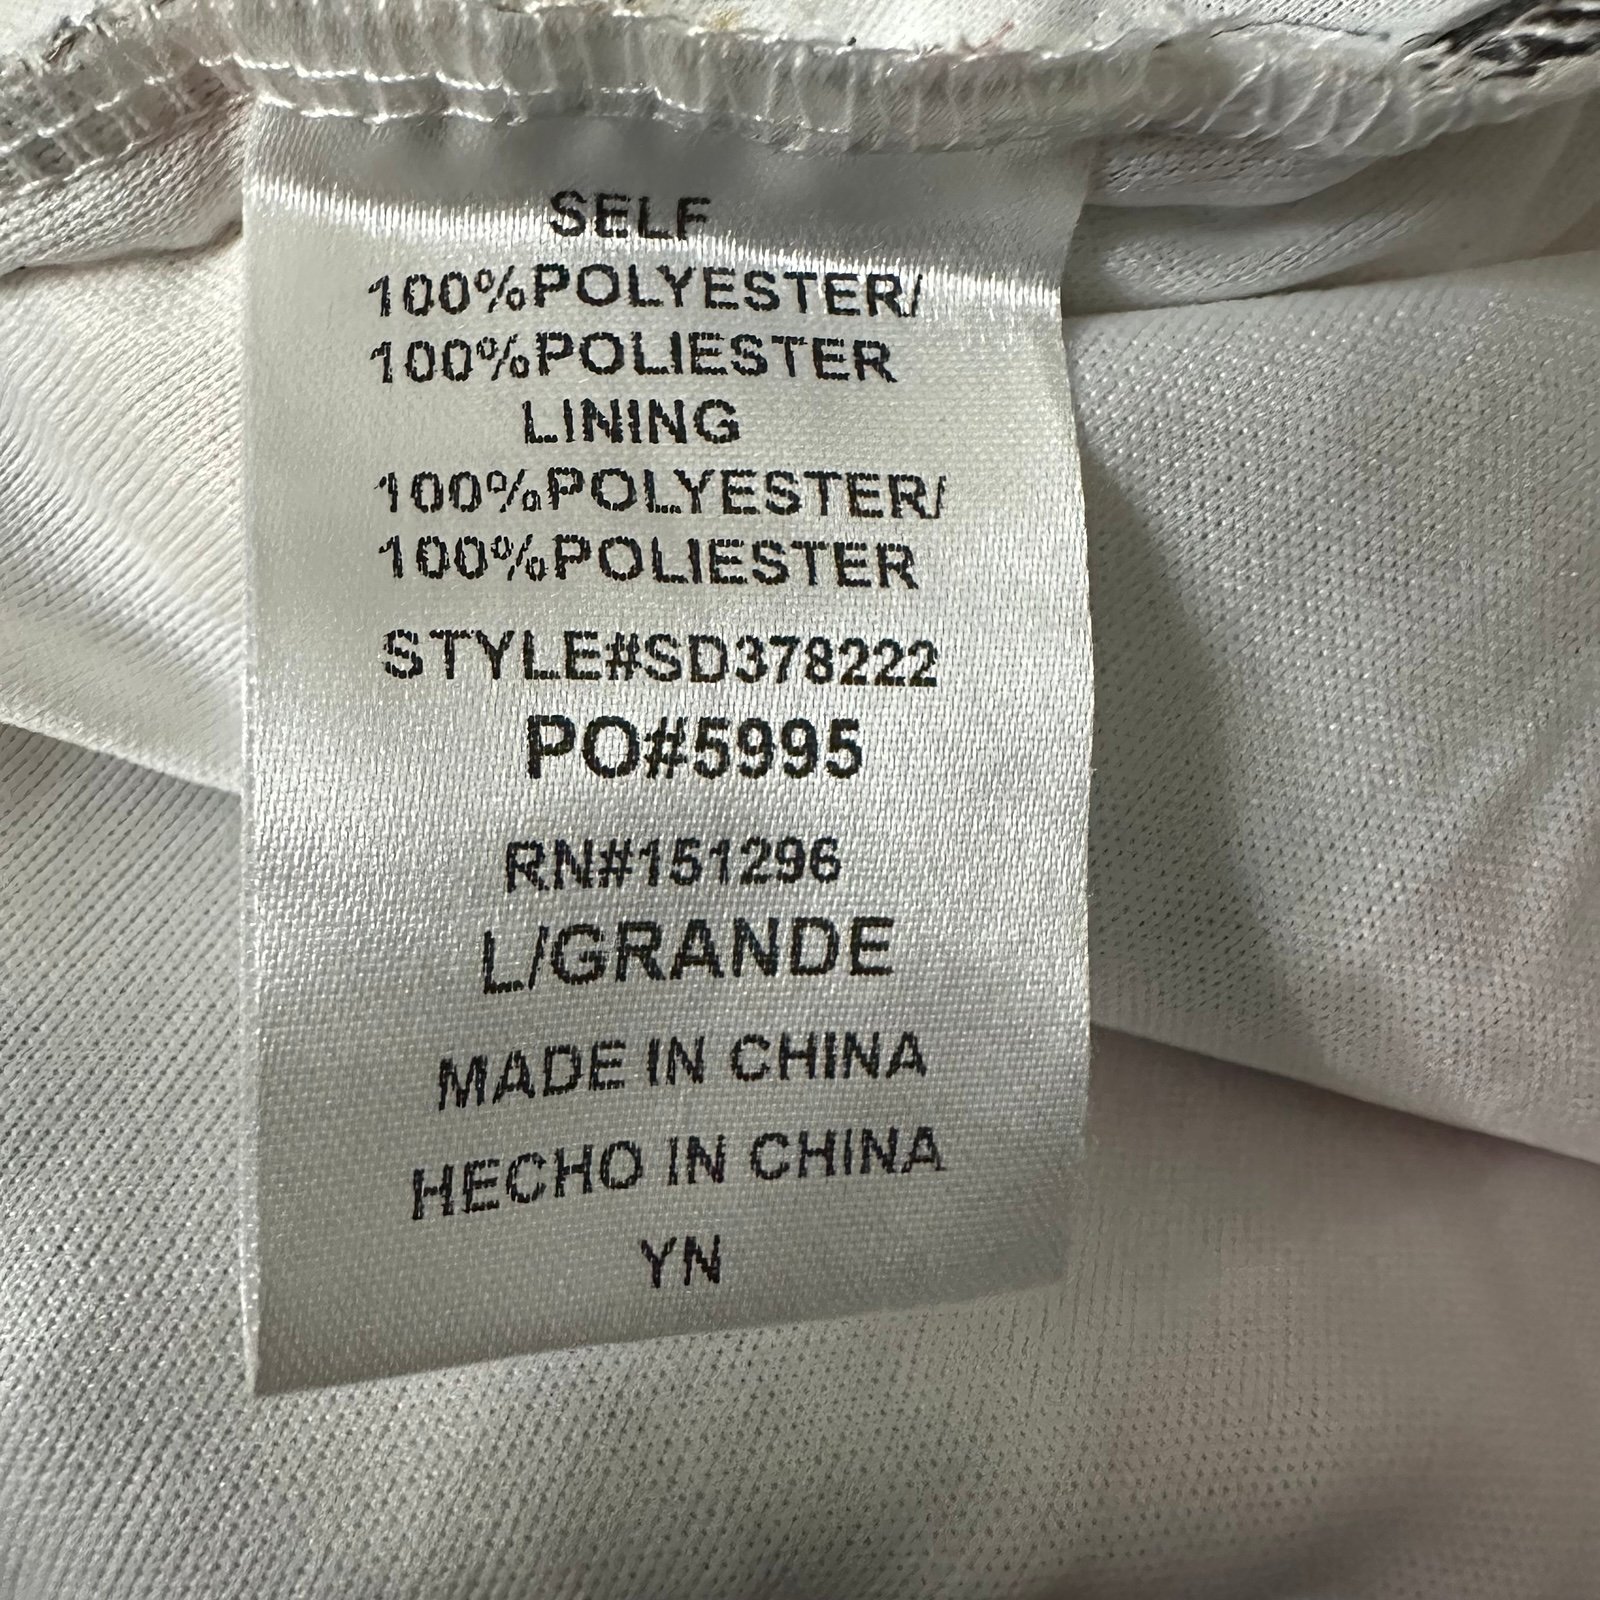 SELF
100%POLYESTER/
100%POLIESTER
LINING
100%POLYESTER/
100%POLIESTER
STYLE#SD378222
PO#5995
RN#151296
L/GRANDE
MADE IN CHINA
HECHO IN CHINA
YN